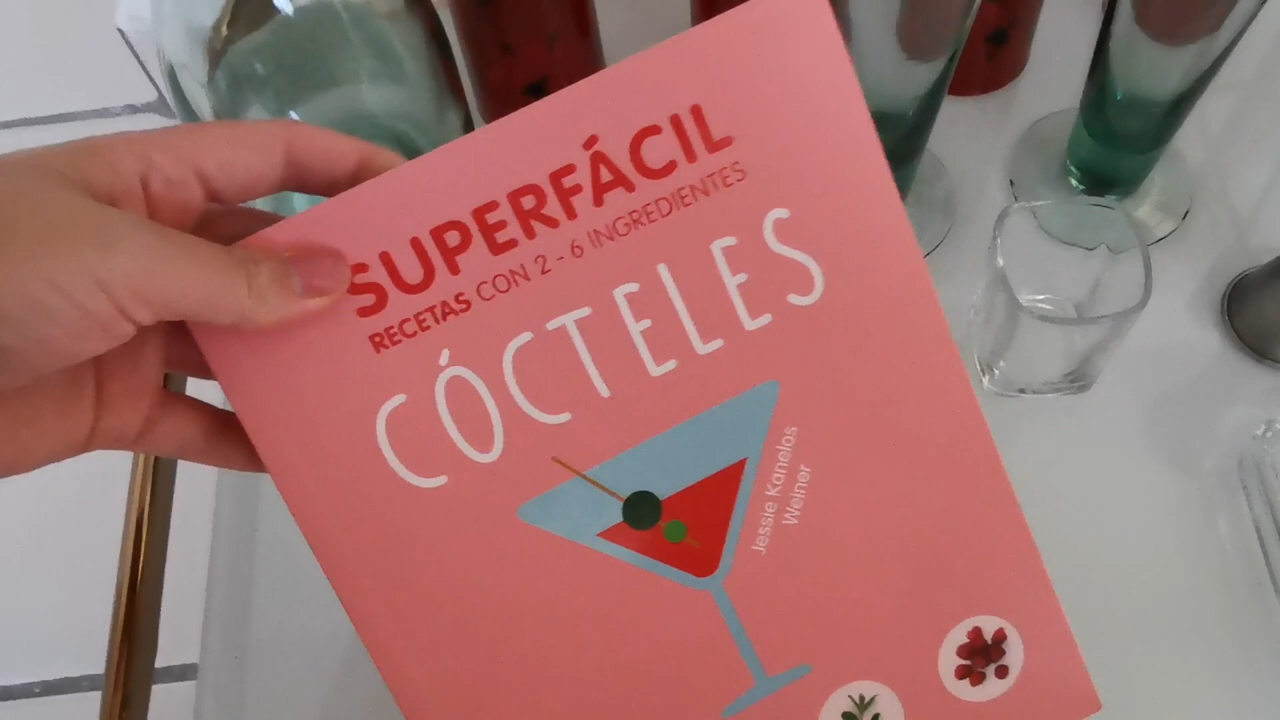 SUPERFÁCIL
RECETAS CON 2 - 6 INGREDIENTES
CÓCTELES
Jessie Kanelos
Weiner